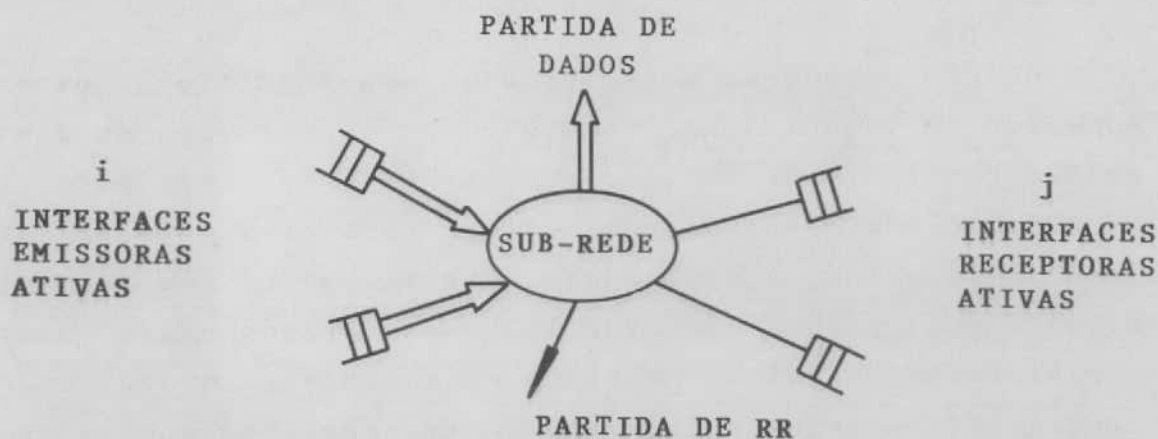 PARTIDA DE
DADOS
i
INTERFACES
EMISSORAS
ATIVAS
SUB-REDE
j
INTERFACES
RECEPTORAS
ATIVAS
PARTIDA DE RR